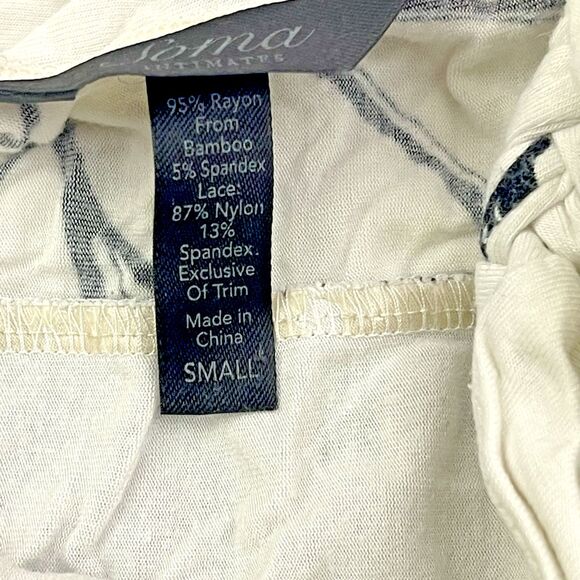 Soma
INTIMATES
95% Rayon
From
Bamboo
5% Spandex
Lace:
87% Nylon
13%
Spandex.
Exclusive
Of Trim
Made in
China
SMALL